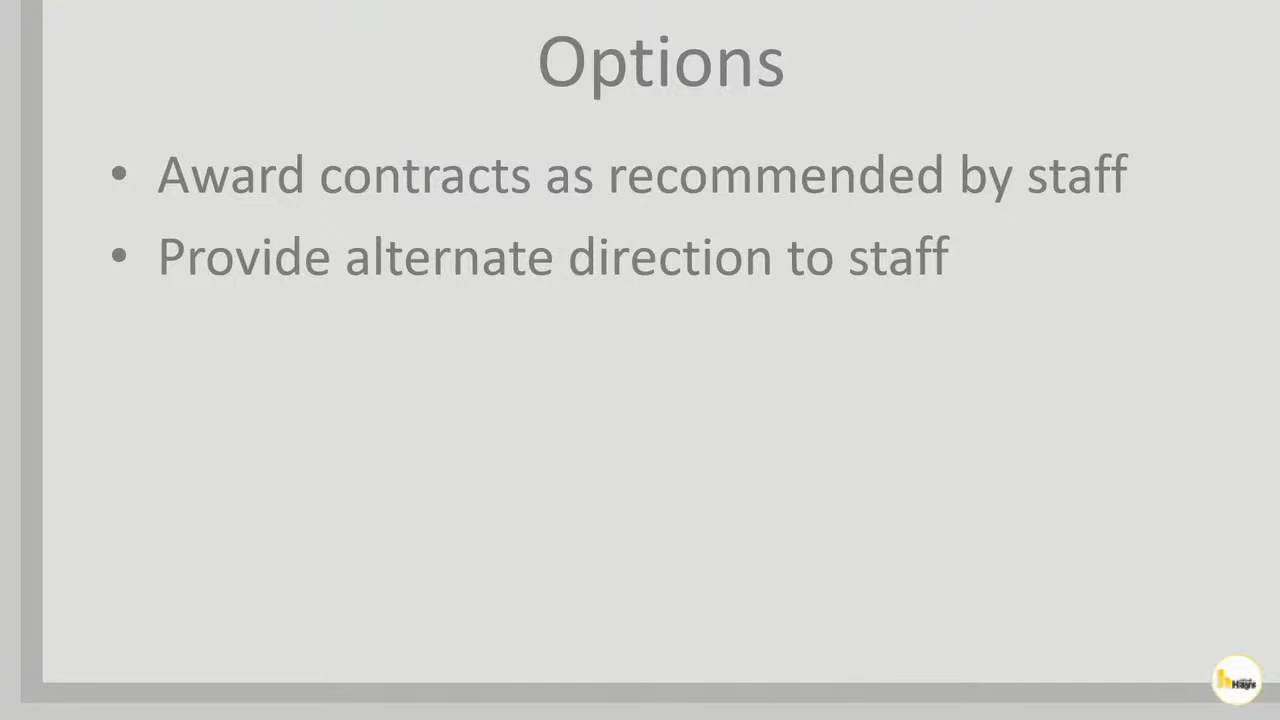 Options
• Award contracts as recommended by staff
• Provide alternate direction to staff
Hays